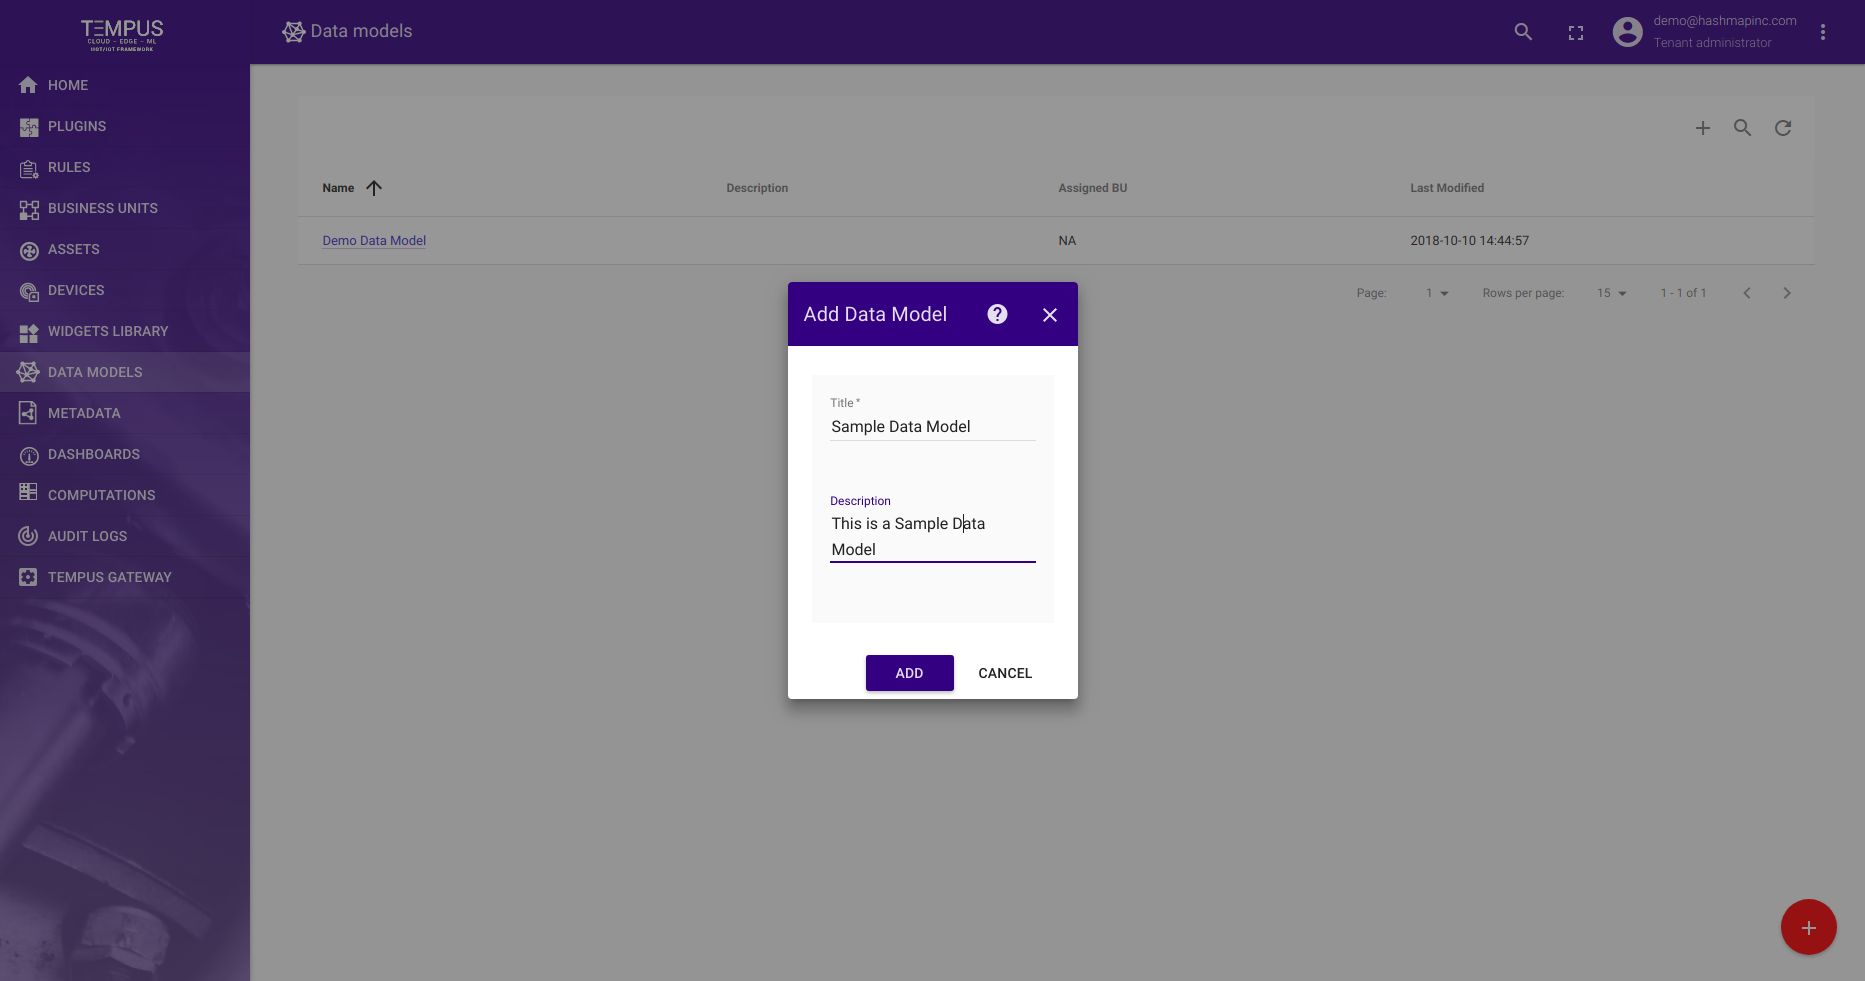 TEMPUS
CLOUD - EDGE - ML
IIOT/IOT FRAMEWORK
Data models
demo@hashmapinc.com
Tenant administrator
HOME
PLUGINS
RULES
BUSINESS UNITS
ASSETS
DEVICES
WIDGETS LIBRARY
DATA MODELS
METADATA
DASHBOARDS
COMPUTATIONS
AUDIT LOGS
TEMPUS GATEWAY
Name Description Assigned BU Last Modified
Demo Data Model NA 2018-10-10 14:44:57
Page: 1 Rows per page: 15 1 - 1 of 1
Add Data Model
Title *
Sample Data Model
Description
This is a Sample Data
Model
ADD CANCEL